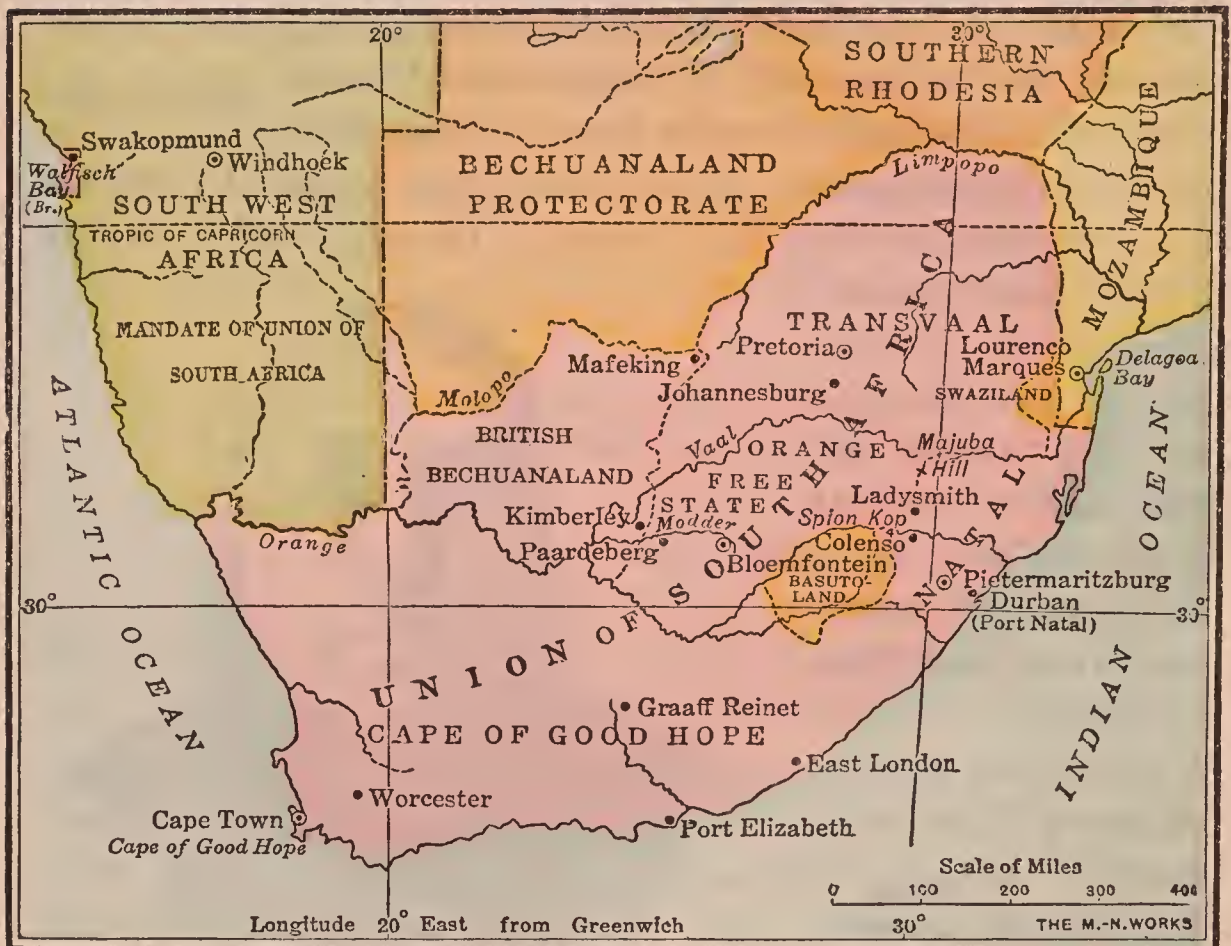 20°
30°
SOUTHERN
RHODESIA
Swakopmund
Walfisch
Bay
(Br.)
Windhoek
BECHUANALAND
PROTECTORATE
Limpopo
MOZAMBIQUE
SOUTH WEST
TROPIC OF CAPRICORN
AFRICA
MANDATE OF UNION OF
SOUTH AFRICA
TRANSVAAL
Pretoria
Mafeking
Johannesburg
Lourenco
Marques
Delagoa
Bay
SWAZILAND
Molopo
BRITISH
BECHUANALAND
Vaal
ORANGE
FREE
STATE
Majuba
Hill
Ladysmith
Kimberley
Modder
Spion Kop
Paardeberg
Colenso
Bloemfontein
Orange
BASUTO-
LAND
NATAL
Pietermaritzburg
Durban
(Port Natal)
30°
30°
ATLANTIC OCEAN
INDIAN OCEAN
UNION OF SOUTH AFRICA
Graaff Reinet
CAPE OF GOOD HOPE
East London
Worcester
Cape Town
Cape of Good Hope
Port Elizabeth
Scale of Miles
0 100 200 300 400
Longitude 20° East from Greenwich
30°
THE M.-N. WORKS